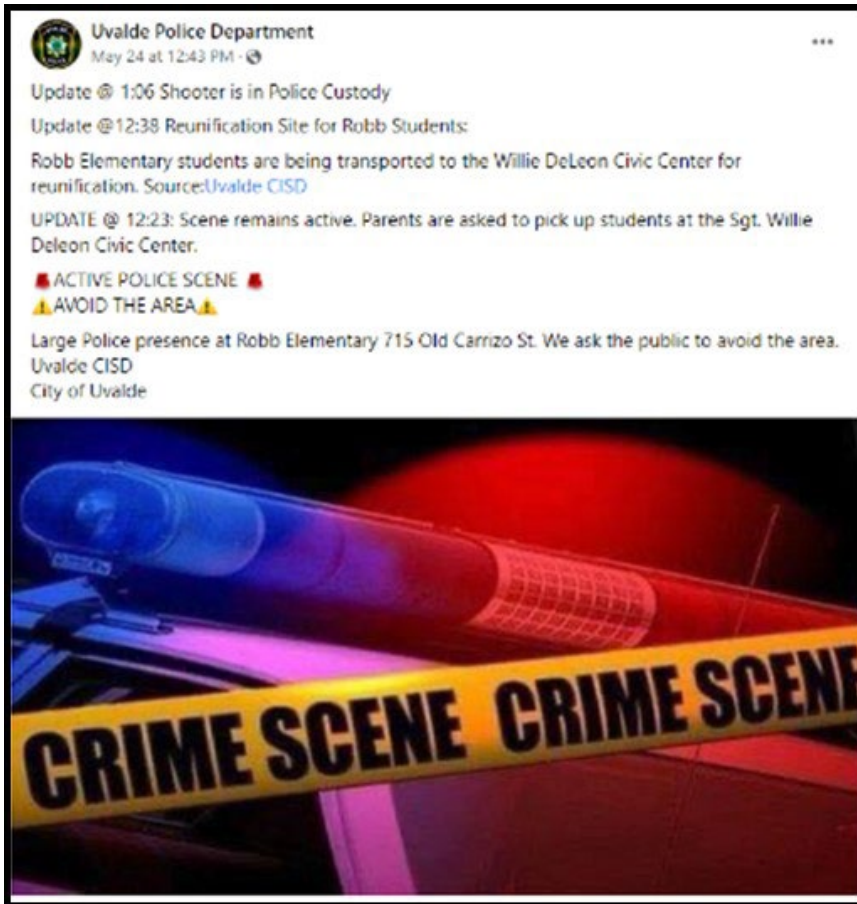 Uvalde Police Department
May 24 at 12:43 PM ·
Update @ 1:06 Shooter is in Police Custody
Update @12:38 Reunification Site for Robb Students:
Robb Elementary students are being transported to the Willie DeLeon Civic Center for
reunification. Source:Uvalde CISD
UPDATE @ 12:23: Scene remains active. Parents are asked to pick up students at the Sgt. Willie
Deleon Civic Center.
🚨ACTIVE POLICE SCENE 🚨
⚠️AVOID THE AREA⚠️
Large Police presence at Robb Elementary 715 Old Carrizo St. We ask the public to avoid the area.
Uvalde CISD
City of Uvalde
CRIME SCENE CRIME SCENE